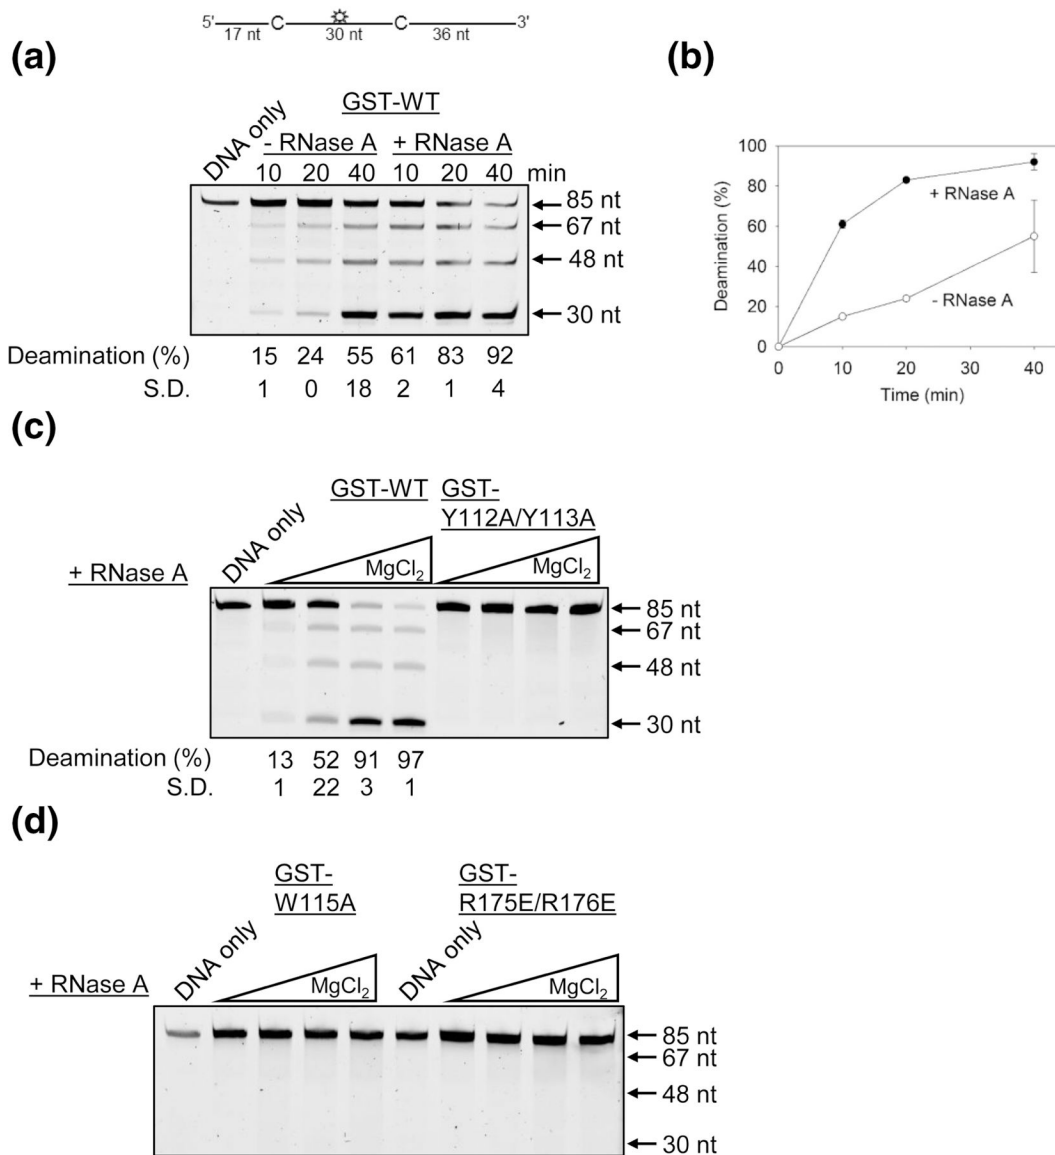 5' C C 3'
17 nt 30 nt 36 nt
(a)
GST-WT
DNA only
- RNase A + RNase A
10 20 40 10 20 40 min
85 nt
67 nt
48 nt
30 nt
Deamination (%) 15 24 55 61 83 92
S.D. 1 0 18 2 1 4
(b)
Deamination (%)
100
80
60
40
20
0
+ RNase A
- RNase A
0 10 20 30 40
Time (min)
(c)
GST-WT GST-
Y112A/Y113A
DNA only
+ RNase A
MgCl2 MgCl2
85 nt
67 nt
48 nt
30 nt
Deamination (%) 13 52 91 97
S.D. 1 22 3 1
(d)
GST- GST-
W115A R175E/R176E
DNA only DNA only
+ RNase A
MgCl2 MgCl2
85 nt
67 nt
48 nt
30 nt